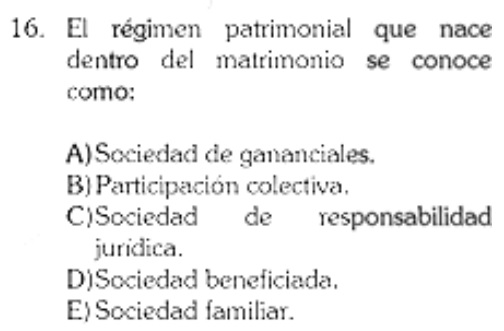 16. El régimen patrimonial que nace
dentro del matrimonio se conoce
como:
A)Sociedad de gananciales.
B)Participación colectiva.
C)Sociedad de responsabilidad
jurídica.
D)Sociedad beneficiada.
E)Sociedad familiar.